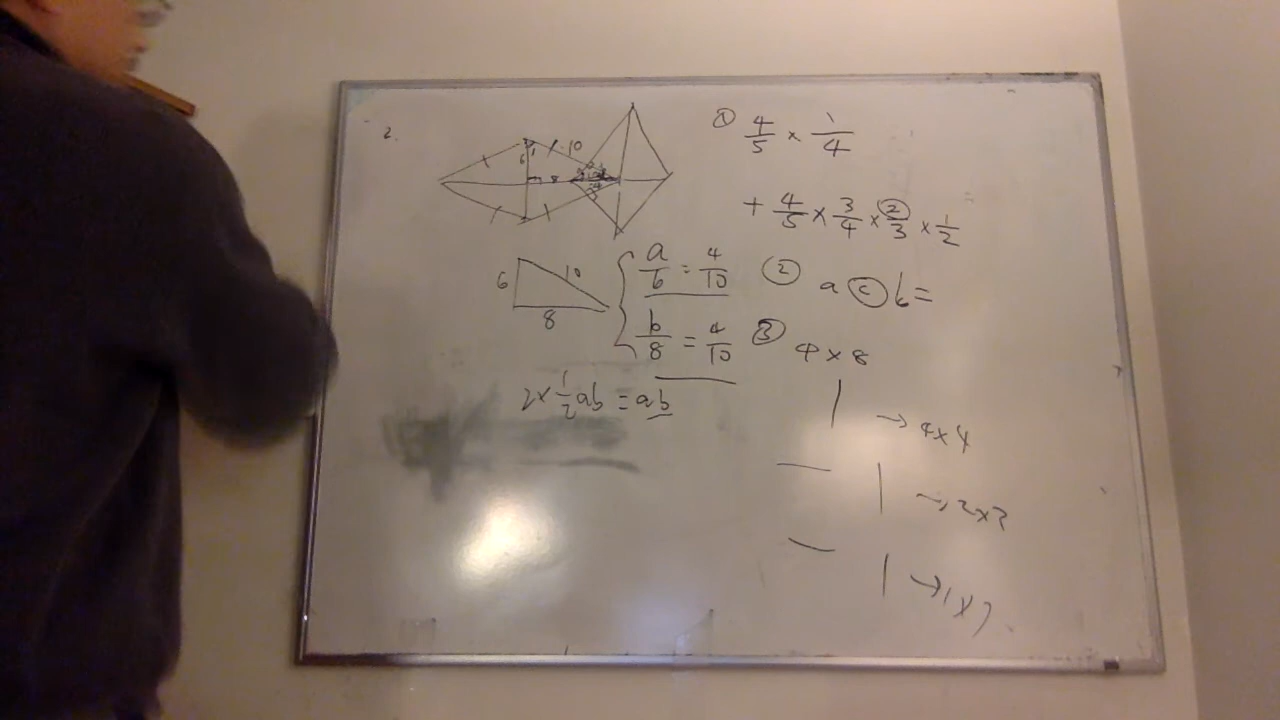 2.
6
10
8
① 4/5 × 1/4
+ 4/5 × 3/4 × ②/3 × 1/2
6
10
8
a/6 = 4/10
b/8 = 4/10
2 × 1/2 ab = ab
② a ⓒ b =
③ 4 × 8
→ 4×4
→ 2×2